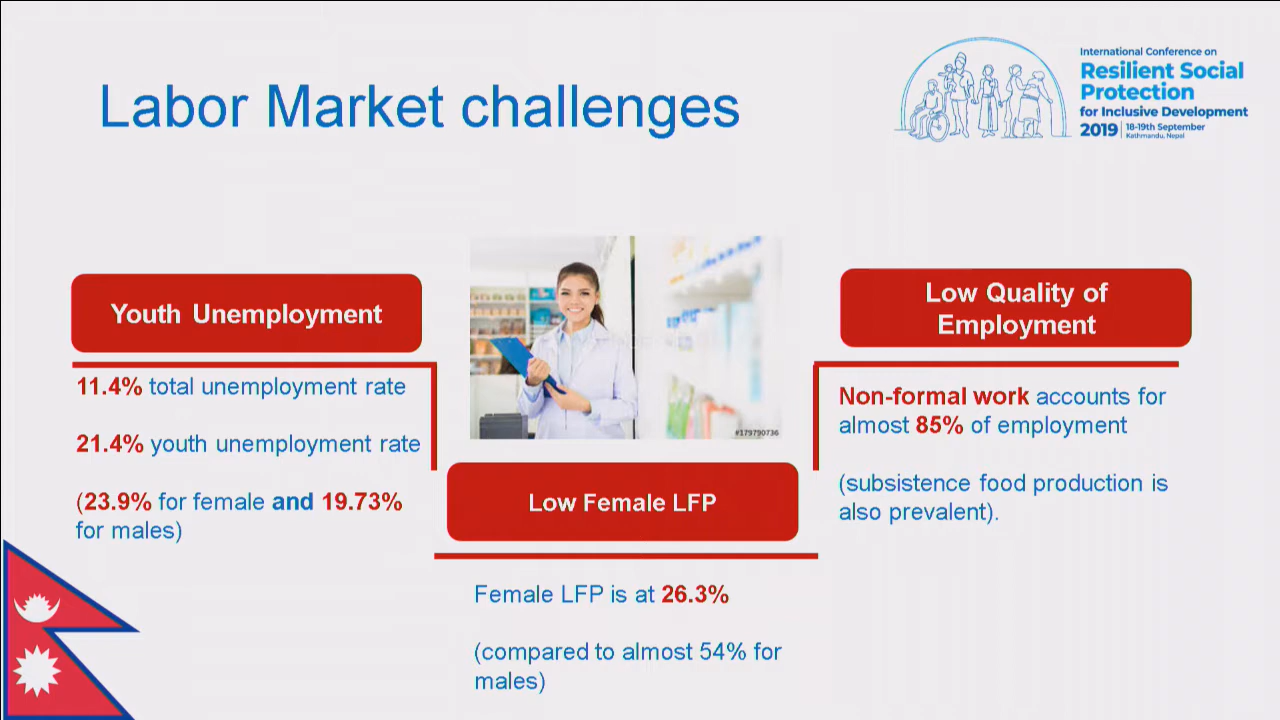 Labor Market challenges
International Conference on
Resilient Social
Protection
for Inclusive Development
2019 | 18-19th September
Kathmandu, Nepal
Youth Unemployment
11.4% total unemployment rate
21.4% youth unemployment rate
(23.9% for female and 19.73%
for males)
#179790736
Low Female LFP
Female LFP is at 26.3%
(compared to almost 54% for
males)
Low Quality of
Employment
Non-formal work accounts for
almost 85% of employment
(subsistence food production is
also prevalent).